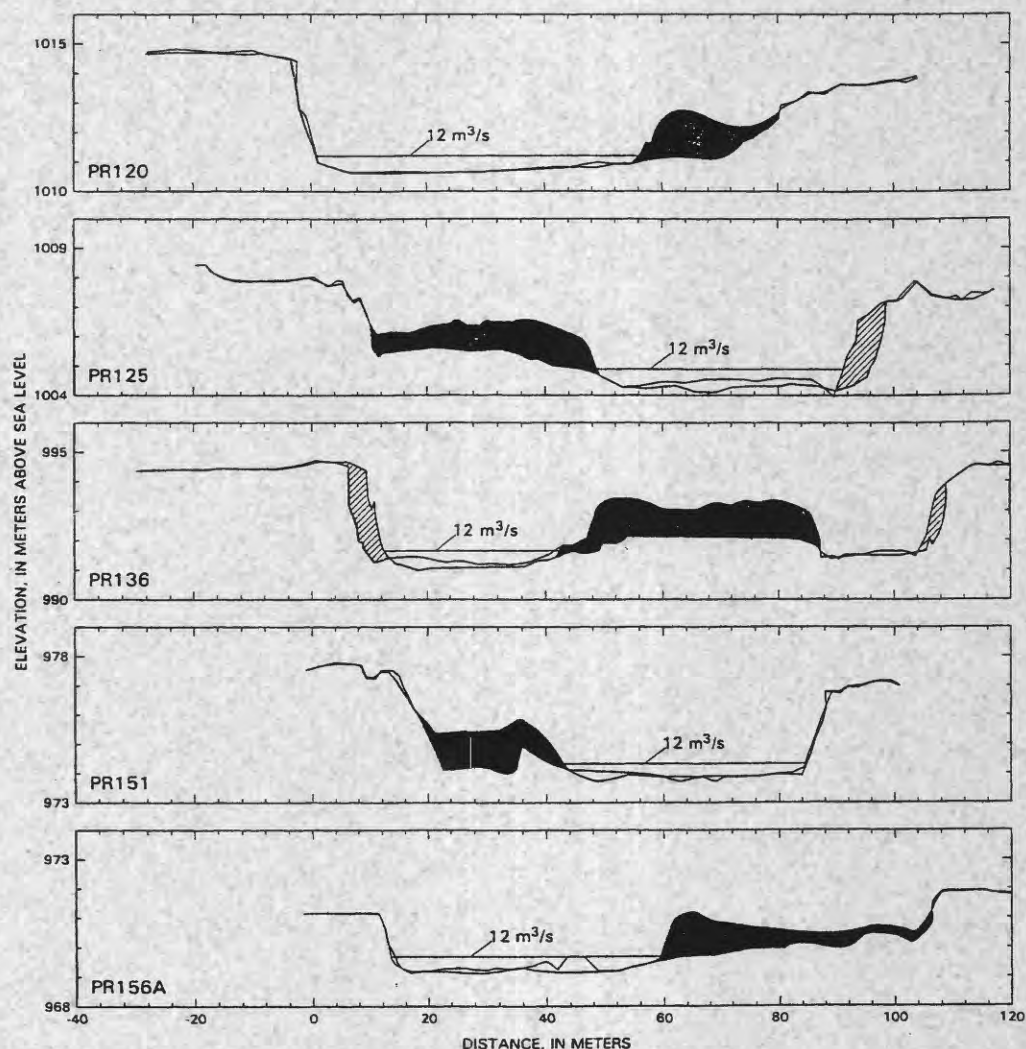 1015
12 m³/s
PR120
1010
1009
12 m³/s
PR125
1004
995
12 m³/s
PR136
990
978
12 m³/s
PR151
973
973
12 m³/s
PR156A
968
-40 -20 0 20 40 60 80 100 120
DISTANCE, IN METERS
ELEVATION, IN METERS ABOVE SEA LEVEL